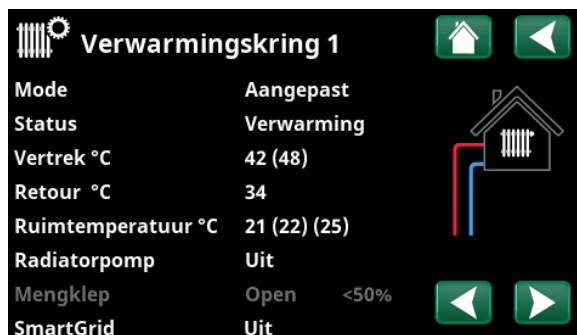 Verwarmingskring 1
Mode Aangepast
Status Verwarming
Vertrek °C 42 (48)
Retour °C 34
Ruimtemperatuur °C 21 (22) (25)
Radiatorpomp Uit
Mengklep Open <50%
SmartGrid Uit